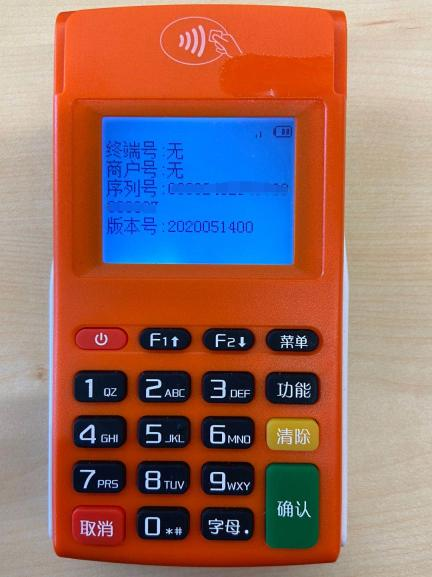 终端号:无
商户号:无
序列号:
版本号:2020051400
F1↑ F2↓ 菜单
1 QZ 2 ABC 3 DEF 功能
4 GHI 5 JKL 6 MNO 清除
7 PRS 8 TUV 9 WXY 确认
取消 0 *# 字母.